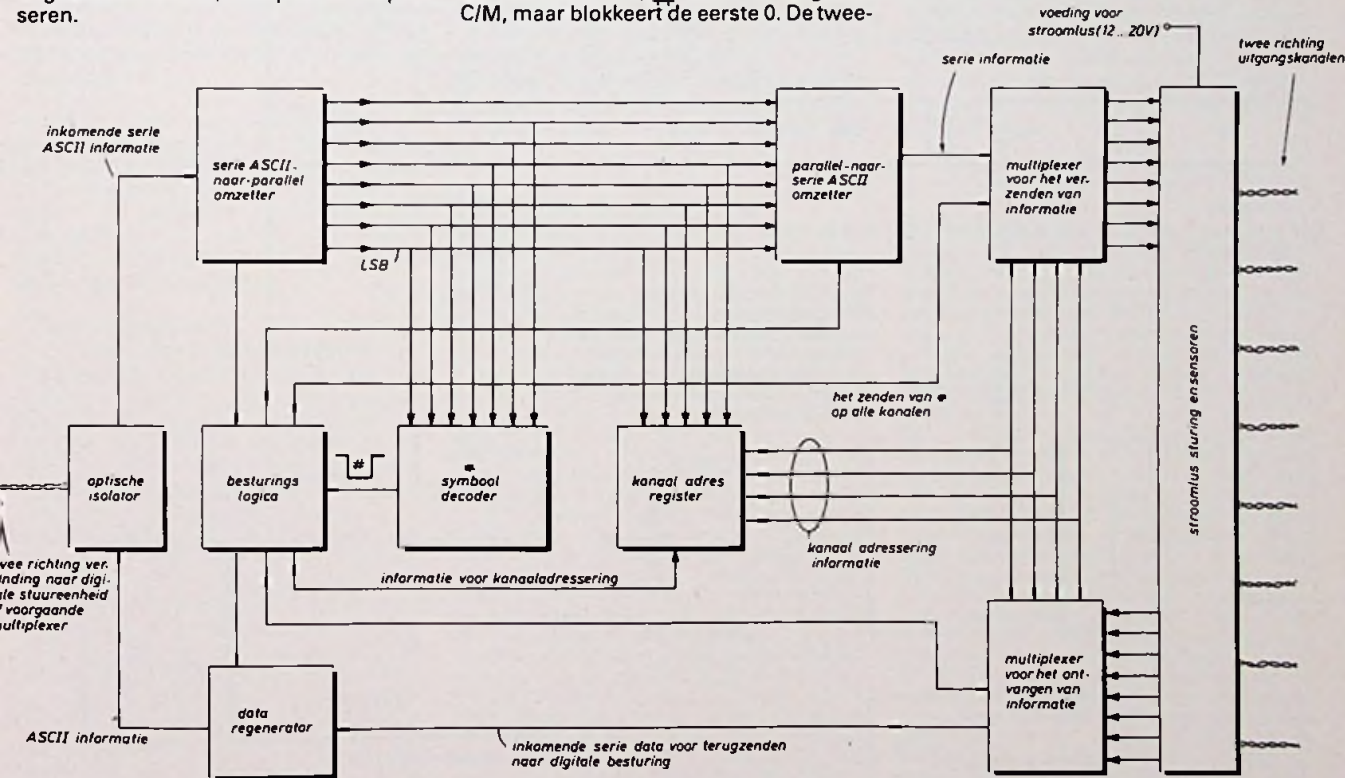 seren.
C/M, maar blokkeert de eerste 0. De twee-
voeding voor
stroomlus(12 .. 20V)
twee richting
uitgangskanalen
serie informatie
inkomende serie
ASCII informatie
serie ASCII-
naar-parallel
omzetter
parallel-naar-
serie ASCII
omzetter
multiplexer
voor het ver-
zenden van
informatie
LSB
stroomlus sturing en sensoren
het zenden van
op alle kanalen
optische
isolator
besturings
logica
#
symbool
decoder
kanaal adres
register
kanaal adressering
informatie
informatie voor kanaaladressering
multiplexer
voor het ont-
vangen van
informatie
data
regenerator
ASCII informatie
inkomende serie data voor terugzenden
naar digitale besturing